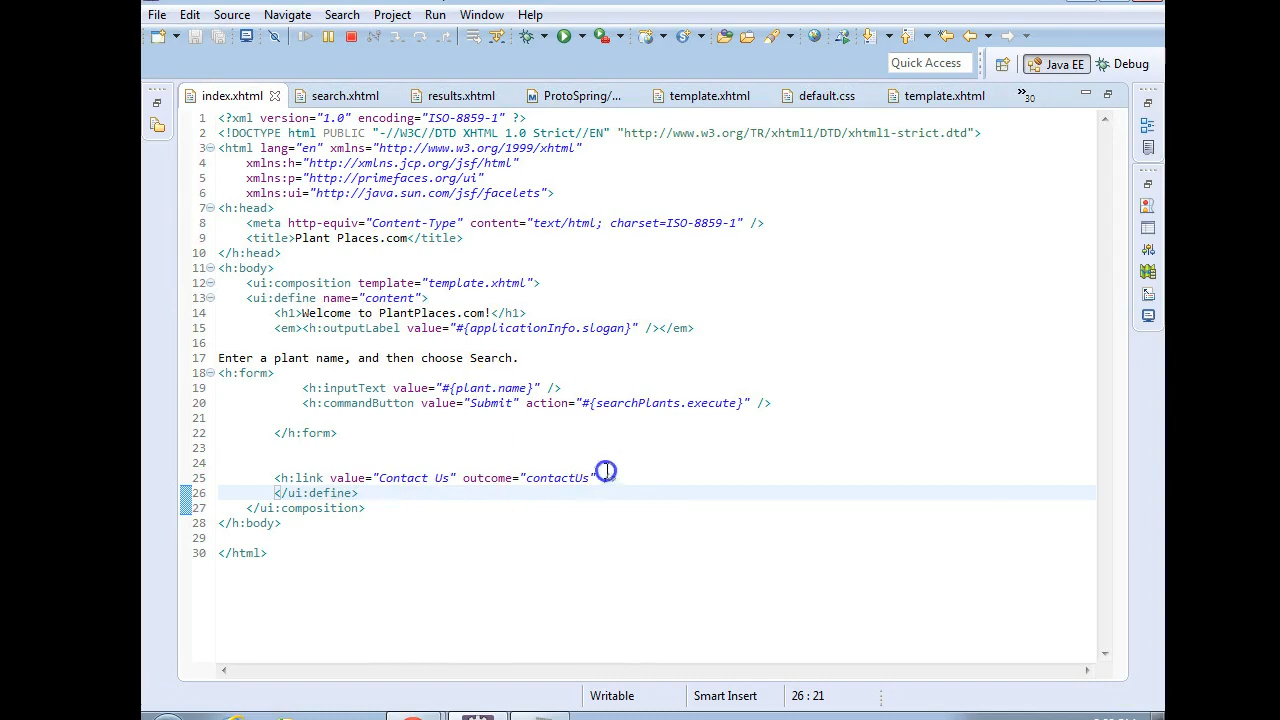 File Edit Source Navigate Search Project Run Window Help
Quick Access Java EE Debug
index.xhtml search.xhtml results.xhtml ProtoSpring/... template.xhtml default.css template.xhtml »30
1 <?xml version="1.0" encoding="ISO-8859-1" ?>
2 <!DOCTYPE html PUBLIC "-//W3C//DTD XHTML 1.0 Strict//EN" "http://www.w3.org/TR/xhtml1/DTD/xhtml1-strict.dtd">
3 <html lang="en" xmlns="http://www.w3.org/1999/xhtml"
4 xmlns:h="http://xmlns.jcp.org/jsf/html"
5 xmlns:p="http://primefaces.org/ui"
6 xmlns:ui="http://java.sun.com/jsf/facelets">
7 <h:head>
8 <meta http-equiv="Content-Type" content="text/html; charset=ISO-8859-1" />
9 <title>Plant Places.com</title>
10 </h:head>
11 <h:body>
12 <ui:composition template="template.xhtml">
13 <ui:define name="content">
14 <h1>Welcome to PlantPlaces.com!</h1>
15 <em><h:outputLabel value="#{applicationInfo.slogan}" /></em>
16
17 Enter a plant name, and then choose Search.
18 <h:form>
19 <h:inputText value="#{plant.name}" />
20 <h:commandButton value="Submit" action="#{searchPlants.execute}" />
21
22 </h:form>
23
24
25 <h:link value="Contact Us" outcome="contactUs"
26 </ui:define>
27 </ui:composition>
28 </h:body>
29
30 </html>
Writable Smart Insert 26 : 21